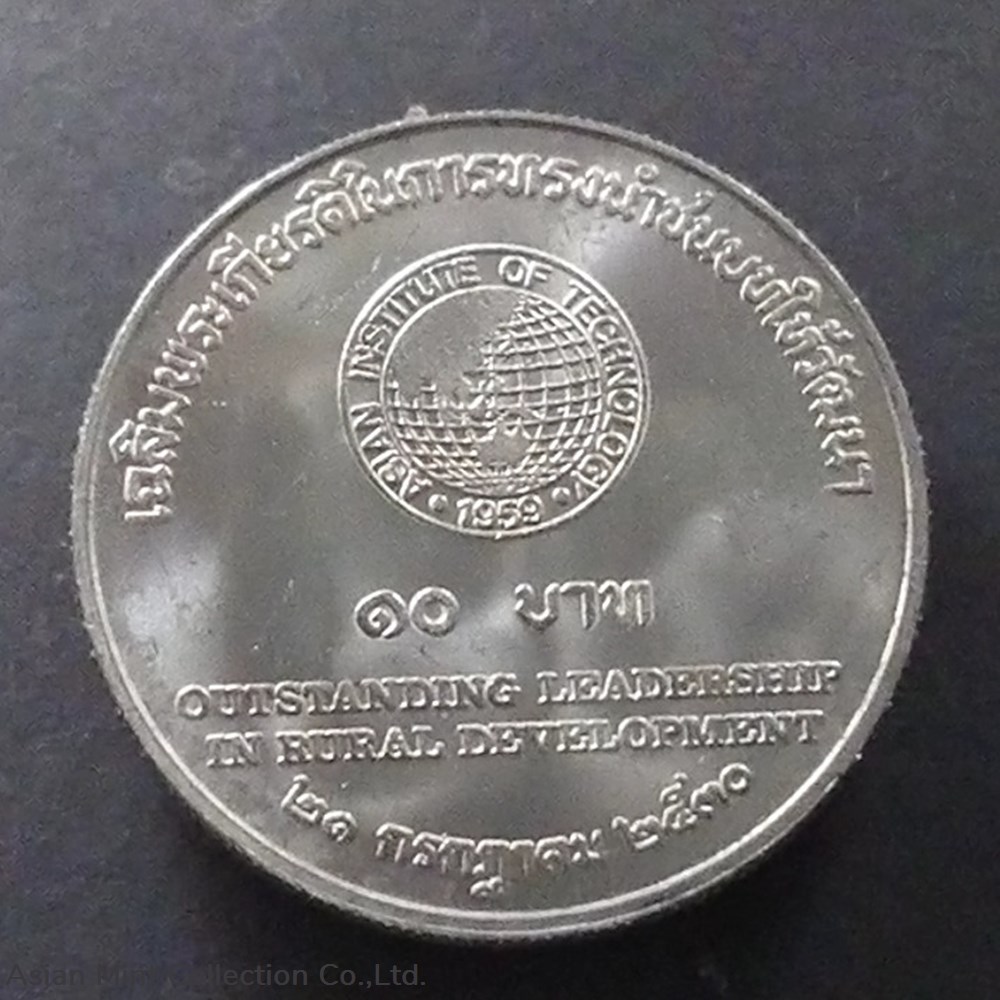 เฉลิมพระเกียรติในการทรงนำชนบทให้วัฒนา
ASIAN INSTITUTE OF TECHNOLOGY
• 1959 •
๑๐ บาท
OUTSTANDING LEADERSHIP
IN RURAL DEVELOPMENT
๒๑ กรกฎาคม ๒๕๓๐
Asian Mint Collection Co.,Ltd.